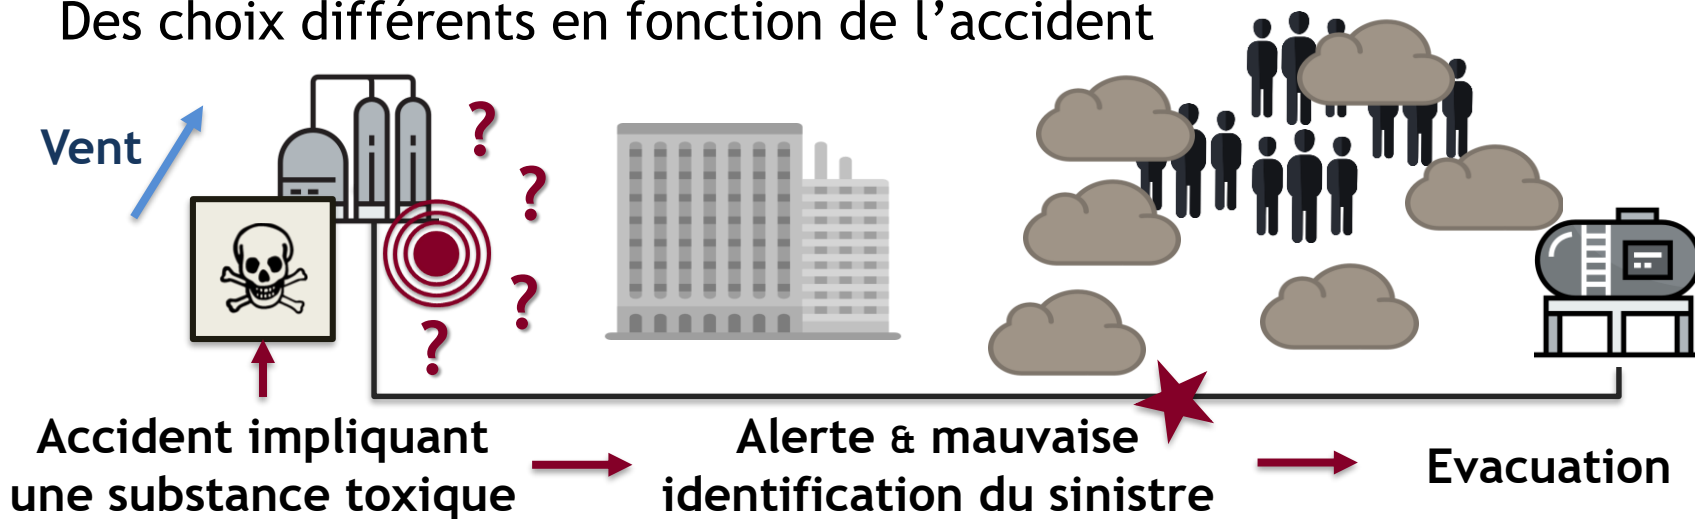 Des choix différents en fonction de l’accident
Vent
?
?
?
?
Accident impliquant
une substance toxique
Alerte & mauvaise
identification du sinistre
Evacuation